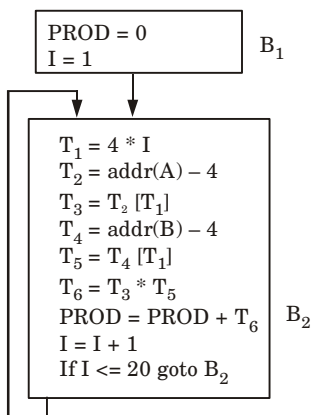 PROD = 0
I = 1
B₁
T₁ = 4 * I
T₂ = addr(A) – 4
T₃ = T₂ [T₁]
T₄ = addr(B) – 4
T₅ = T₄ [T₁]
T₆ = T₃ * T₅
PROD = PROD + T₆
I = I + 1
If I <= 20 goto B₂
B₂